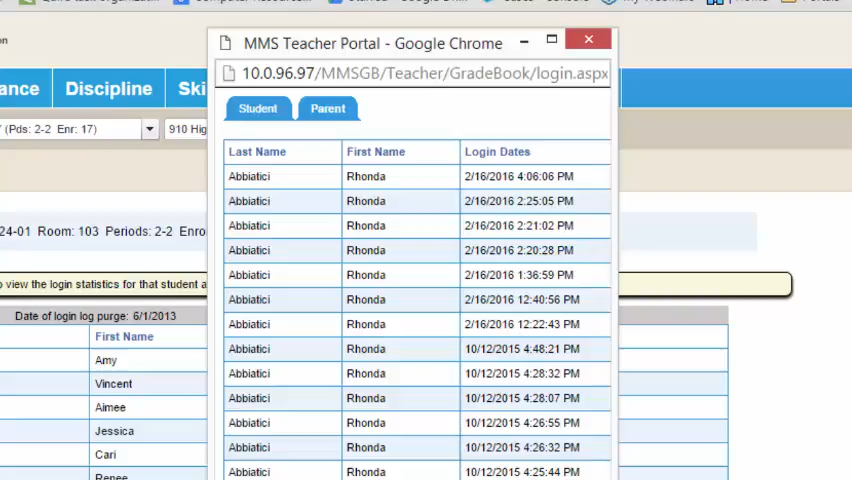 MMS Teacher Portal - Google Chrome
10.0.96.97/MMSGB/Teacher/GradeBook/login.aspx
ance Discipline Ski
Student Parent
(Pds: 2-2 Enr: 17) 910 Hig
Last Name First Name Login Dates
Abbiatici Rhonda 2/16/2016 4:06:06 PM
Abbiatici Rhonda 2/16/2016 2:25:05 PM
Abbiatici Rhonda 2/16/2016 2:21:02 PM
24-01 Room: 103 Periods: 2-2 Enro
Abbiatici Rhonda 2/16/2016 2:20:28 PM
Abbiatici Rhonda 2/16/2016 1:36:59 PM
o view the login statistics for that student a
Abbiatici Rhonda 2/16/2016 12:40:56 PM
Date of login log purge: 6/1/2013
Abbiatici Rhonda 2/16/2016 12:22:43 PM
First Name
Abbiatici Rhonda 10/12/2015 4:48:21 PM
Amy
Abbiatici Rhonda 10/12/2015 4:28:32 PM
Vincent
Abbiatici Rhonda 10/12/2015 4:28:07 PM
Aimee
Abbiatici Rhonda 10/12/2015 4:26:55 PM
Jessica
Abbiatici Rhonda 10/12/2015 4:26:32 PM
Cari
Abbiatici Rhonda 10/12/2015 4:25:44 PM
Renee